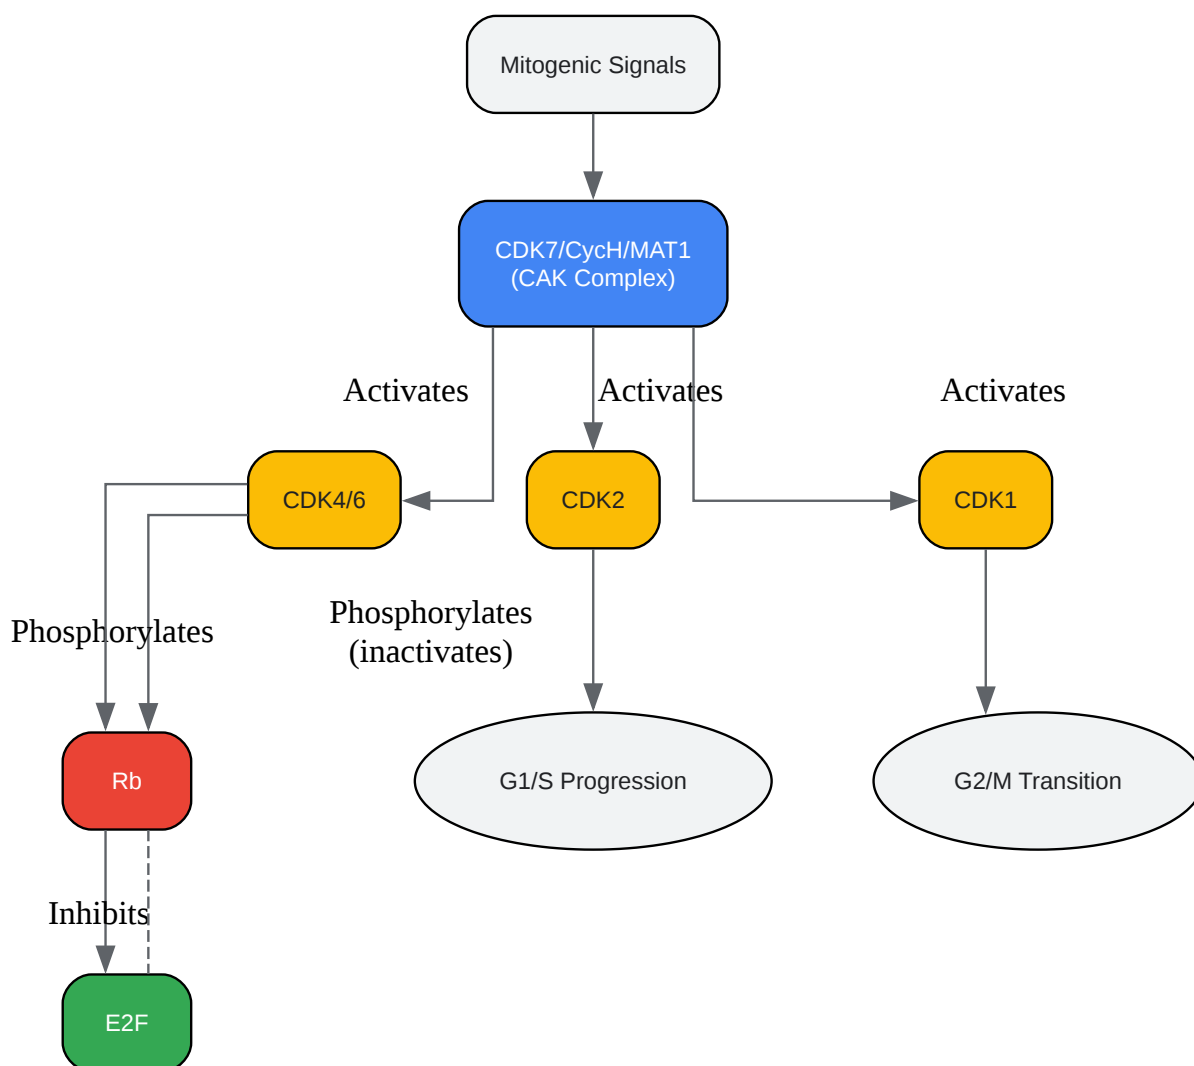 Mitogenic Signals
CDK7/CycH/MAT1
(CAK Complex)
Activates
Activates
Activates
CDK4/6
CDK2
CDK1
Phosphorylates
Phosphorylates
(inactivates)
Rb
G1/S Progression
G2/M Transition
Inhibits
E2F